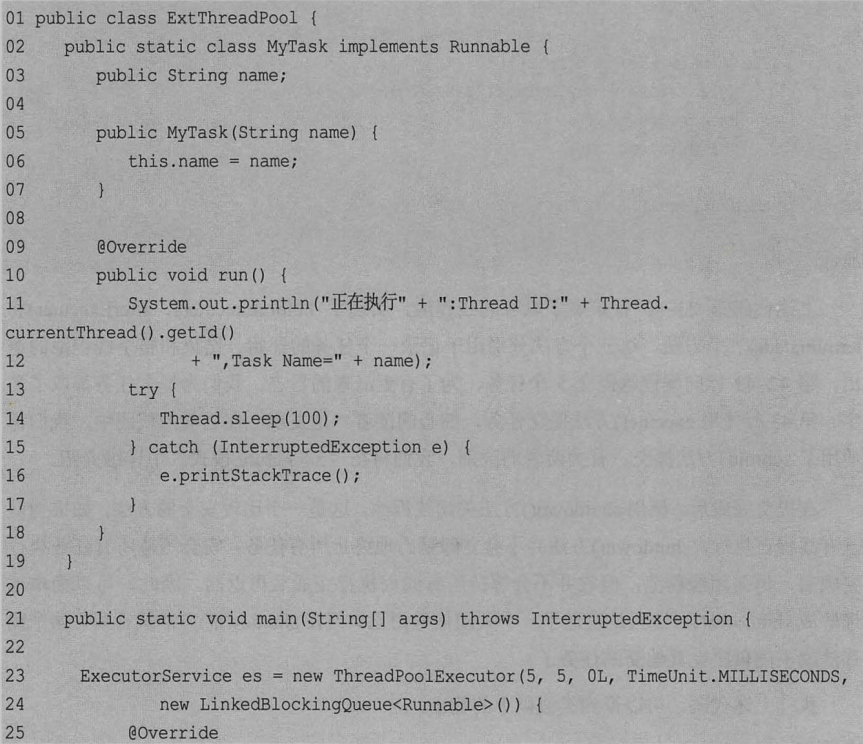 01 public class ExtThreadPool {
02 public static class MyTask implements Runnable {
03 public String name;
04
05 public MyTask(String name) {
06 this.name = name;
07 }
08
09 @Override
10 public void run() {
11 System.out.println("正在执行" + ":Thread ID:" + Thread.
currentThread().getId()
12 + ",Task Name=" + name);
13 try {
14 Thread.sleep(100);
15 } catch (InterruptedException e) {
16 e.printStackTrace();
17 }
18 }
19 }
20
21 public static void main(String[] args) throws InterruptedException {
22
23 ExecutorService es = new ThreadPoolExecutor(5, 5, 0L, TimeUnit.MILLISECONDS,
24 new LinkedBlockingQueue<Runnable>()) {
25 @Override